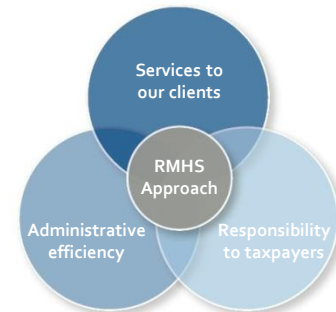 Services to
our clients
RMHS
Approach
Administrative
efficiency
Responsibility
to taxpayers